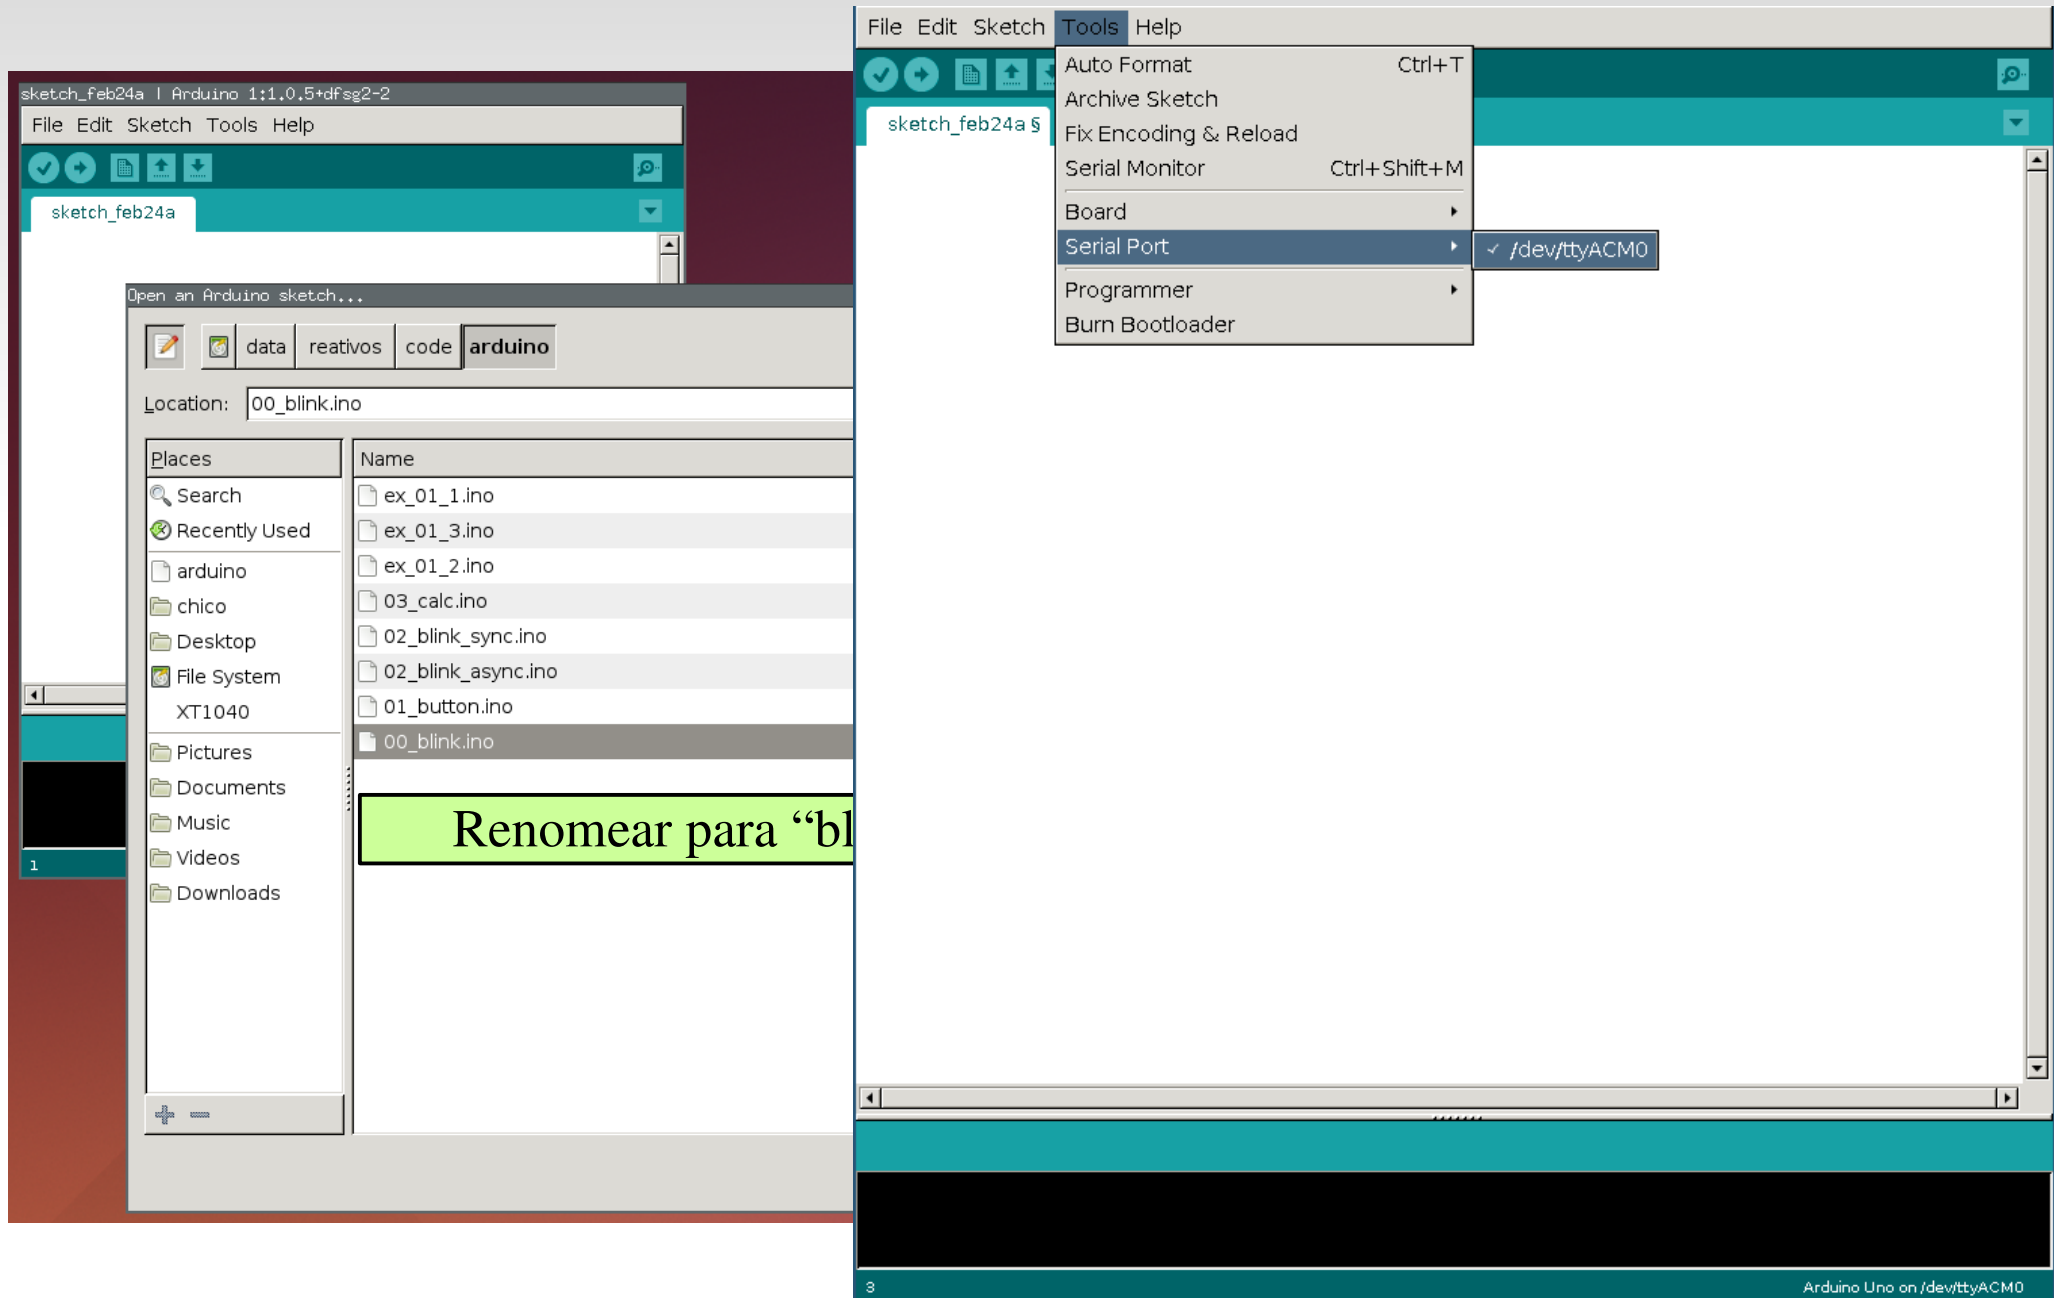 sketch_feb24a | Arduino 1:1.0.5+dfsg2-2
File Edit Sketch Tools Help
sketch_feb24a
Open an Arduino sketch...
data reativos code arduino
Location: 00_blink.ino
Places
Search
Recently Used
arduino
chico
Desktop
File System
XT1040
Pictures
Documents
Music
Videos
Downloads
Name
ex_01_1.ino
ex_01_3.ino
ex_01_2.ino
03_calc.ino
02_blink_sync.ino
02_blink_async.ino
01_button.ino
00_blink.ino
Renomear para “bl
1
File Edit Sketch Tools Help
sketch_feb24a §
Auto Format Ctrl+T
Archive Sketch
Fix Encoding & Reload
Serial Monitor Ctrl+Shift+M
Board
Serial Port
/dev/ttyACM0
Programmer
Burn Bootloader
3
Arduino Uno on /dev/ttyACM0